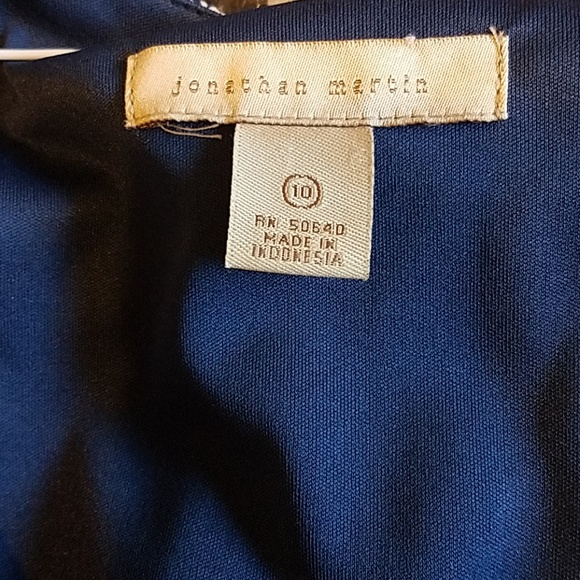 jonathan martin
10
RN 50640
MADE IN
INDONESIA